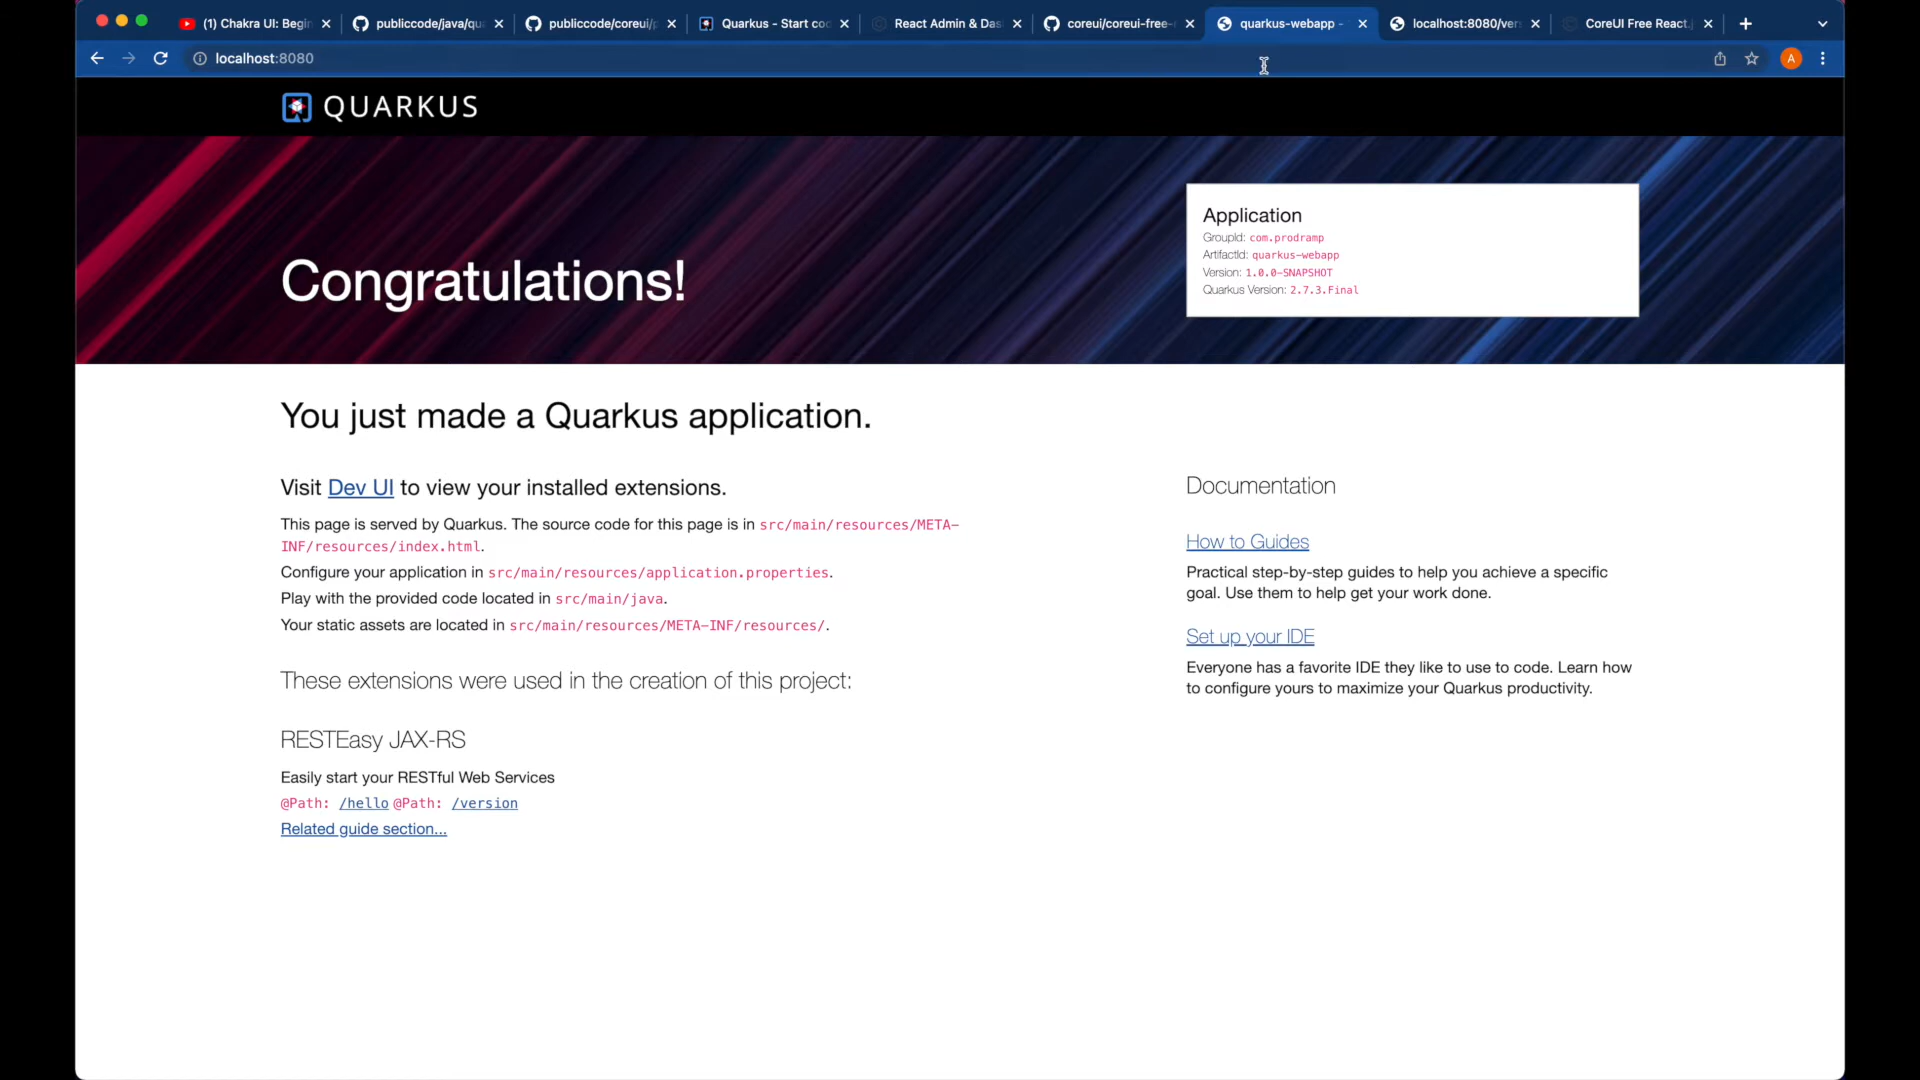 (1) Chakra UI: Begin
publiccode/java/qu
publiccode/coreui/
Quarkus - Start co
React Admin & Das
coreui/coreui-free-
quarkus-webapp -
localhost:8080/ver
CoreUI Free React.
localhost:8080
A
QUARKUS
Congratulations!
Application
GroupId: com.prodramp
ArtifactId: quarkus-webapp
Version: 1.0.0-SNAPSHOT
Quarkus Version: 2.7.3.Final
You just made a Quarkus application.
Visit Dev UI to view your installed extensions.
This page is served by Quarkus. The source code for this page is in src/main/resources/META-
INF/resources/index.html.
Configure your application in src/main/resources/application.properties.
Play with the provided code located in src/main/java.
Your static assets are located in src/main/resources/META-INF/resources/.
These extensions were used in the creation of this project:
RESTEasy JAX-RS
Easily start your RESTful Web Services
@Path: /hello @Path: /version
Related guide section...
Documentation
How to Guides
Practical step-by-step guides to help you achieve a specific
goal. Use them to help get your work done.
Set up your IDE
Everyone has a favorite IDE they like to use to code. Learn how
to configure yours to maximize your Quarkus productivity.